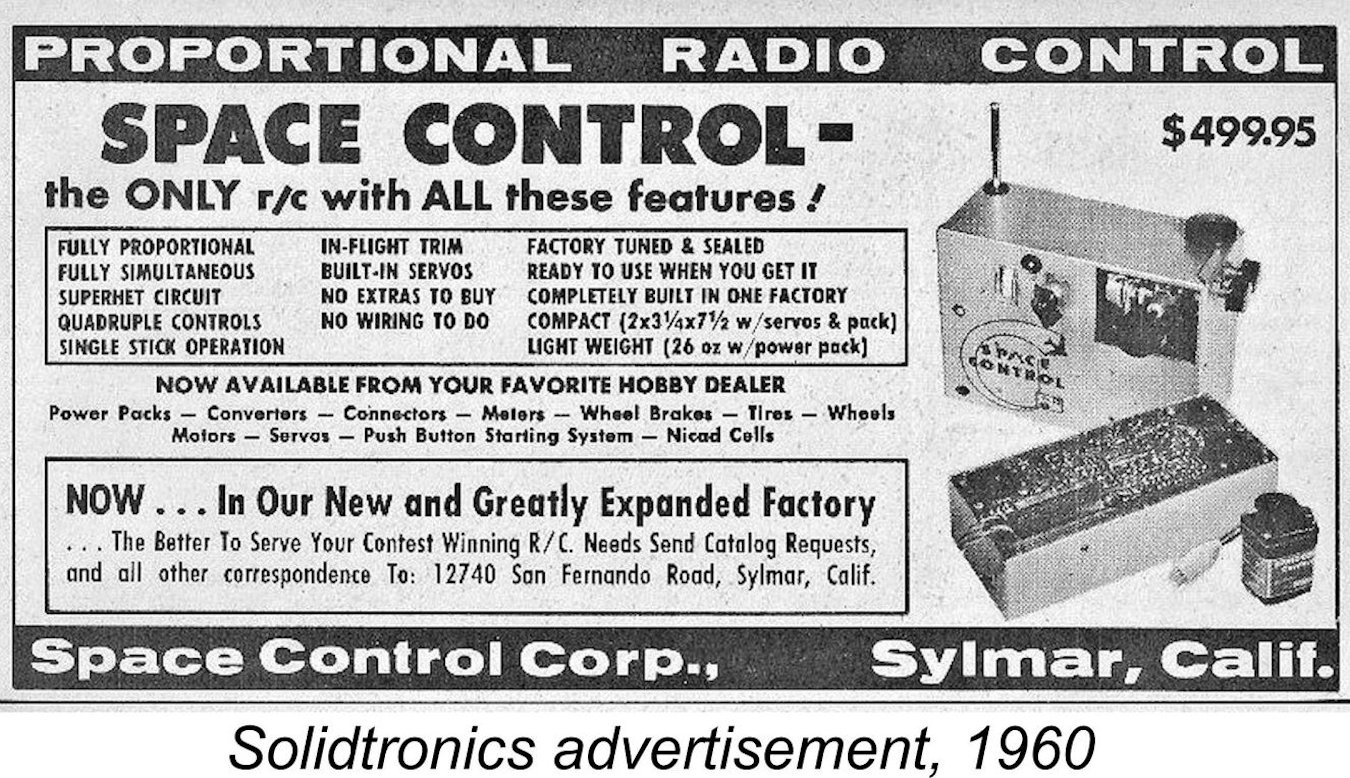 PROPORTIONAL RADIO CONTROL
SPACE CONTROL-
$499.95
the ONLY r/c with ALL these features!
FULLY PROPORTIONAL IN-FLIGHT TRIM FACTORY TUNED & SEALED
FULLY SIMULTANEOUS BUILT-IN SERVOS READY TO USE WHEN YOU GET IT
SUPERHET CIRCUIT NO EXTRAS TO BUY COMPLETELY BUILT IN ONE FACTORY
QUADRUPLE CONTROLS NO WIRING TO DO COMPACT (2x3¼x7½ w/servos & pack)
SINGLE STICK OPERATION LIGHT WEIGHT (26 oz w/power pack)
SPACE
CONTROL
NOW AVAILABLE FROM YOUR FAVORITE HOBBY DEALER
Power Packs — Converters — Connectors — Meters — Wheel Brakes — Tires — Wheels
Motors — Servos — Push Button Starting System — Nicad Cells
NOW . . . In Our New and Greatly Expanded Factory
. . . The Better To Serve Your Contest Winning R/C. Needs Send Catalog Requests,
and all other correspondence To: 12740 San Fernando Road, Sylmar, Calif.
Space Control Corp., Sylmar, Calif.
Solidtronics advertisement, 1960